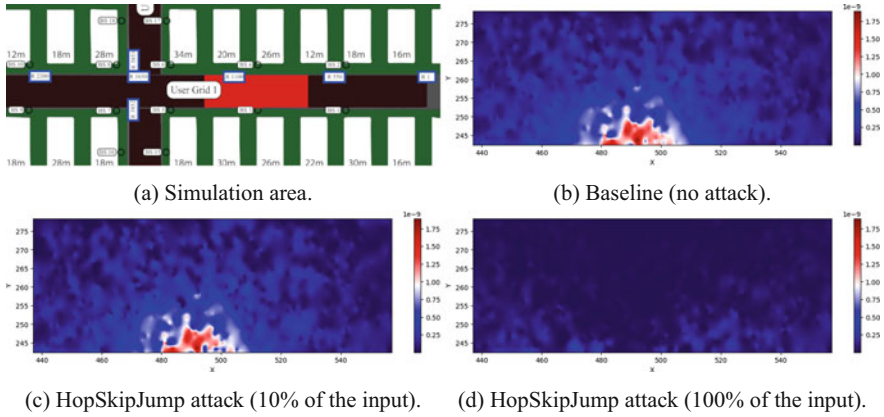 12m 18m 28m 34m 20m 26m 38m 18m 16m
User Grid 1
18m 28m 18m 18m 30m 26m 22m 30m 16m
(a) Simulation area.
1e−9
275
270
265
260
255
250
245
Y
440 460 480 500 520 540
X
1.75
1.50
1.25
1.00
0.75
0.50
0.25
(b) Baseline (no attack).
1e−9
275
270
265
260
255
250
245
Y
440 460 480 500 520 540
X
1.75
1.50
1.25
1.00
0.75
0.50
0.25
(c) HopSkipJump attack (10% of the input).
1e−9
275
270
265
260
255
250
245
Y
440 460 480 500 520 540
X
1.75
1.50
1.25
1.00
0.75
0.50
0.25
(d) HopSkipJump attack (100% of the input).